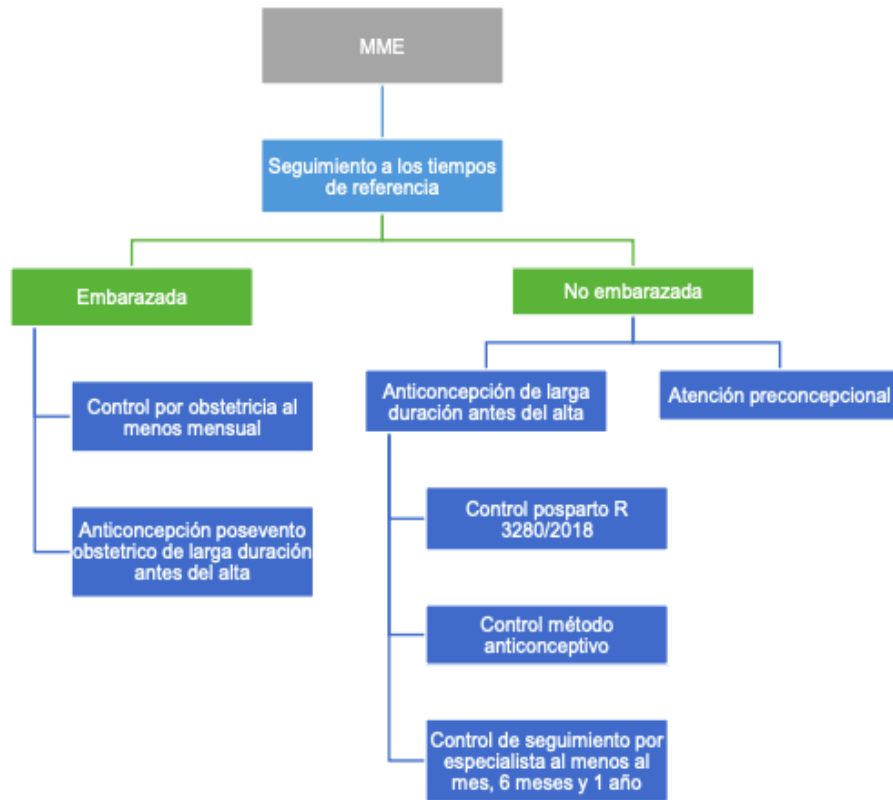 MME
Seguimiento a los tiempos
de referencia
Embarazada
No embarazada
Control por obstetricia al
menos mensual
Anticoncepción posevento
obstetrico de larga duración
antes del alta
Anticoncepción de larga
duración antes del alta
Atención preconcepcional
Control posparto R
3280/2018
Control método
anticonceptivo
Control de seguimiento por
especialista al menos al
mes, 6 meses y 1 año